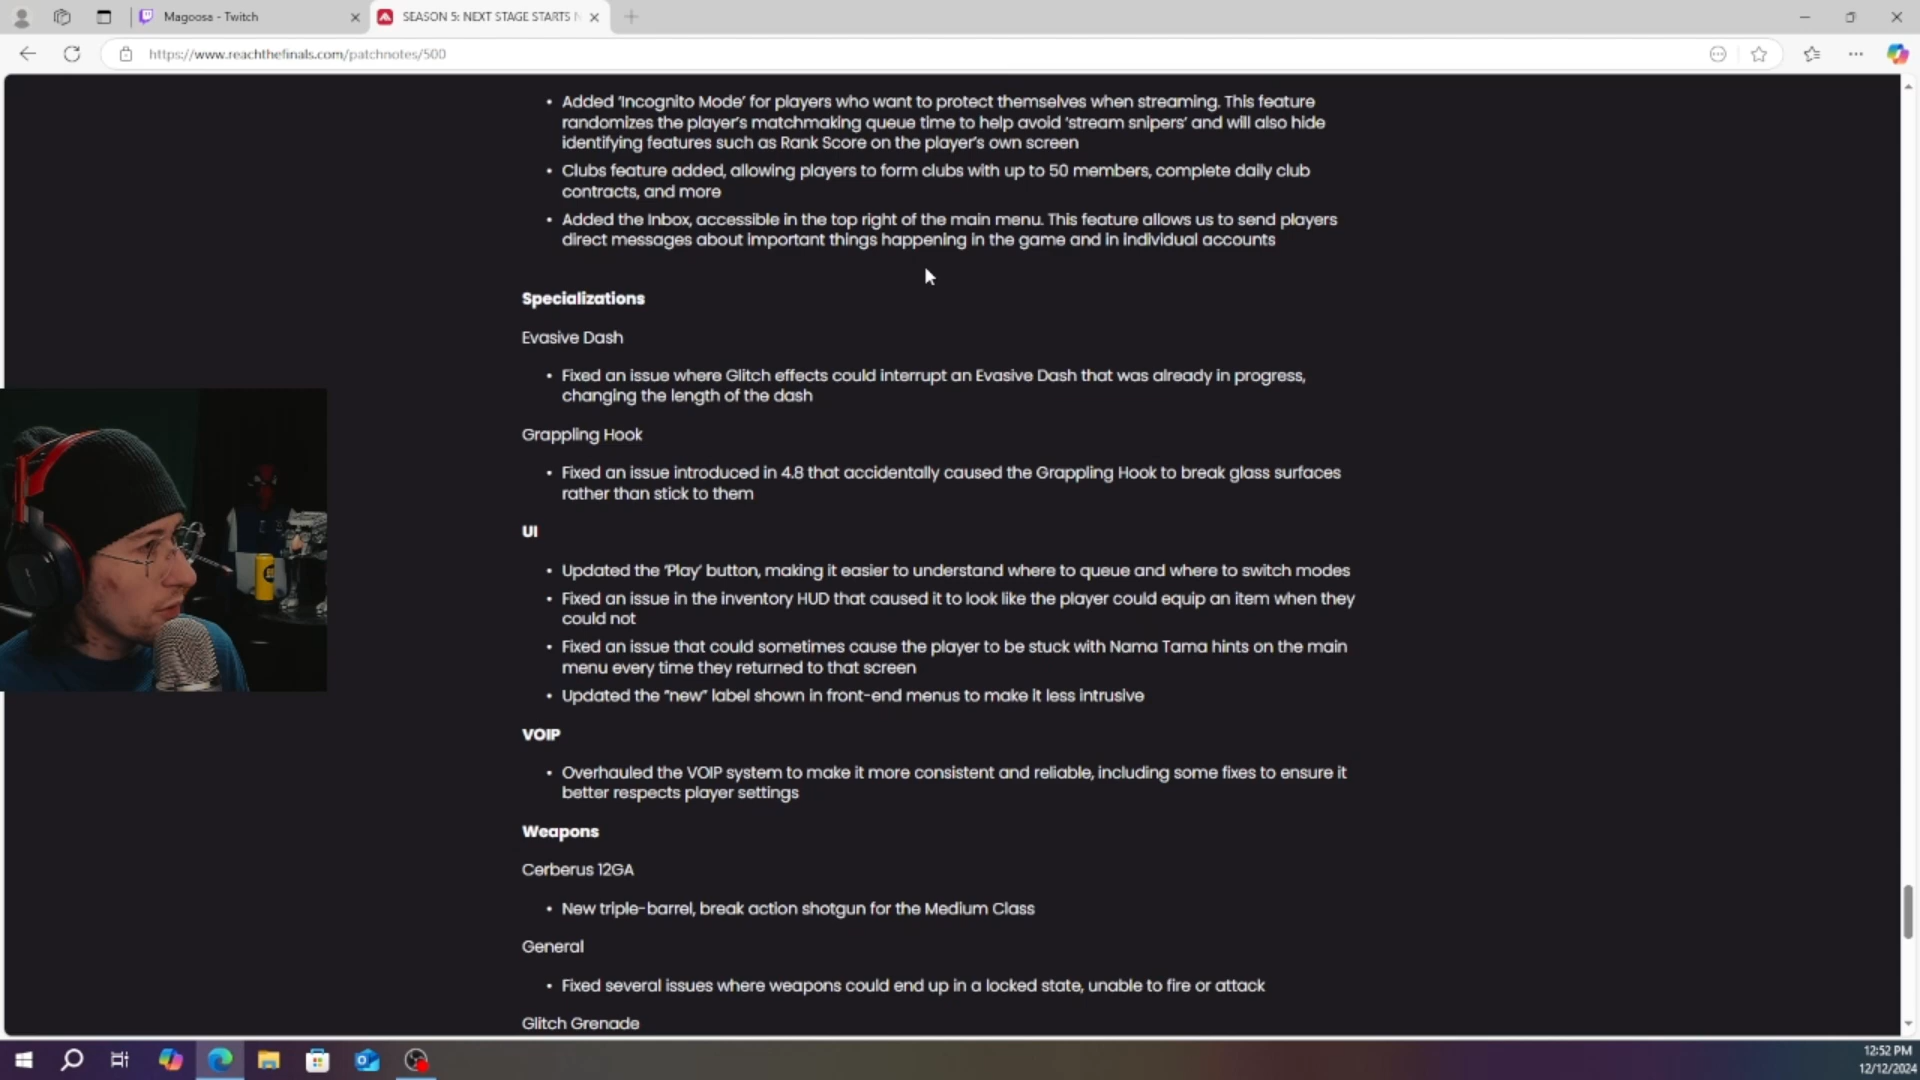 Magoosa - Twitch
SEASON 5: NEXT STAGE STARTS N
https://www.reachthefinals.com/patchnotes/500
• Added 'Incognito Mode' for players who want to protect themselves when streaming. This feature
randomizes the player's matchmaking queue time to help avoid 'stream snipers' and will also hide
identifying features such as Rank Score on the player's own screen
• Clubs feature added, allowing players to form clubs with up to 50 members, complete daily club
contracts, and more
• Added the Inbox, accessible in the top right of the main menu. This feature allows us to send players
direct messages about important things happening in the game and in individual accounts
Specializations
Evasive Dash
• Fixed an issue where Glitch effects could interrupt an Evasive Dash that was already in progress,
changing the length of the dash
Grappling Hook
• Fixed an issue introduced in 4.8 that accidentally caused the Grappling Hook to break glass surfaces
rather than stick to them
UI
• Updated the 'Play' button, making it easier to understand where to queue and where to switch modes
• Fixed an issue in the inventory HUD that caused it to look like the player could equip an item when they
could not
• Fixed an issue that could sometimes cause the player to be stuck with Nama Tama hints on the main
menu every time they returned to that screen
• Updated the "new" label shown in front-end menus to make it less intrusive
VOIP
• Overhauled the VOIP system to make it more consistent and reliable, including some fixes to ensure it
better respects player settings
Weapons
Cerberus 12GA
• New triple-barrel, break action shotgun for the Medium Class
General
• Fixed several issues where weapons could end up in a locked state, unable to fire or attack
Glitch Grenade
12:52 PM
12/12/2024